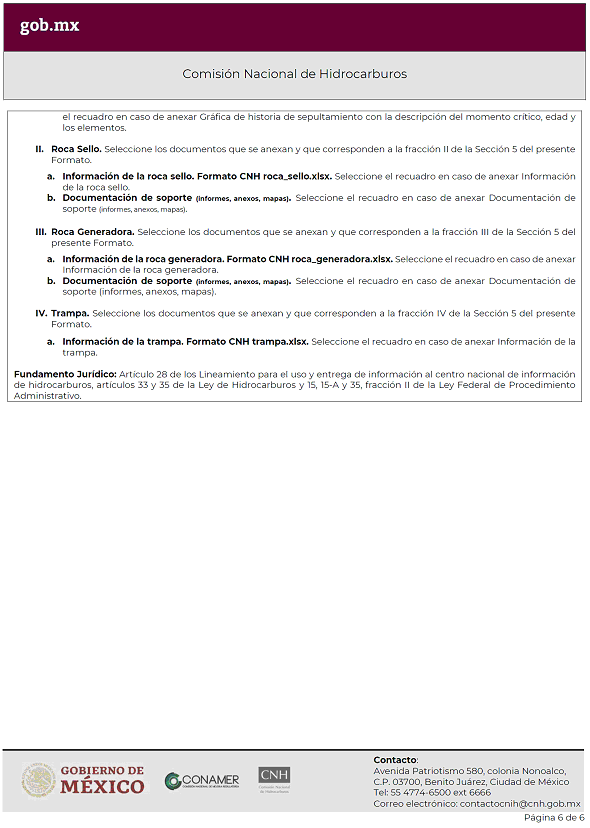 gob.mx
Comisión Nacional de Hidrocarburos
el recuadro en caso de anexar Gráfica de historia de sepultamiento con la descripción del momento crítico, edad y
los elementos.
II. Roca Sello. Seleccione los documentos que se anexan y que corresponden a la fracción II de la Sección 5 del presente
Formato.
a. Información de la roca sello. Formato CNH roca_sello.xlsx. Seleccione el recuadro en caso de anexar Información
de la roca sello.
b. Documentación de soporte (informes, anexos, mapas). Seleccione el recuadro en caso de anexar Documentación de
soporte (informes, anexos, mapas).
III. Roca Generadora. Seleccione los documentos que se anexan y que corresponden a la fracción III de la Sección 5 del
presente Formato.
a. Información de la roca generadora. Formato CNH roca_generadora.xlsx. Seleccione el recuadro en caso de anexar
Información de la roca generadora.
b. Documentación de soporte (informes, anexos, mapas). Seleccione el recuadro en caso de anexar Documentación de
soporte (informes, anexos, mapas).
IV. Trampa. Seleccione los documentos que se anexan y que corresponden a la fracción IV de la Sección 5 del presente
Formato.
a. Información de la trampa. Formato CNH trampa.xlsx. Seleccione el recuadro en caso de anexar Información de la
trampa.
Fundamento Jurídico: Artículo 28 de los Lineamiento para el uso y entrega de información al centro nacional de información
de hidrocarburos, artículos 33 y 35 de la Ley de Hidrocarburos y 15, 15-A y 35, fracción II de la Ley Federal de Procedimiento
Administrativo.
GOBIERNO DE
MÉXICO
CONAMER
COMISIÓN NACIONAL DE MEJORA REGULATORIA
CNH
Comisión Nacional
de Hidrocarburos
Contacto:
Avenida Patriotismo 580, colonia Nonoalco,
C.P. 03700, Benito Juárez, Ciudad de México
Tel: 55 4774-6500 ext 6666
Correo electrónico: contactocnih@cnh.gob.mx
Página 6 de 6